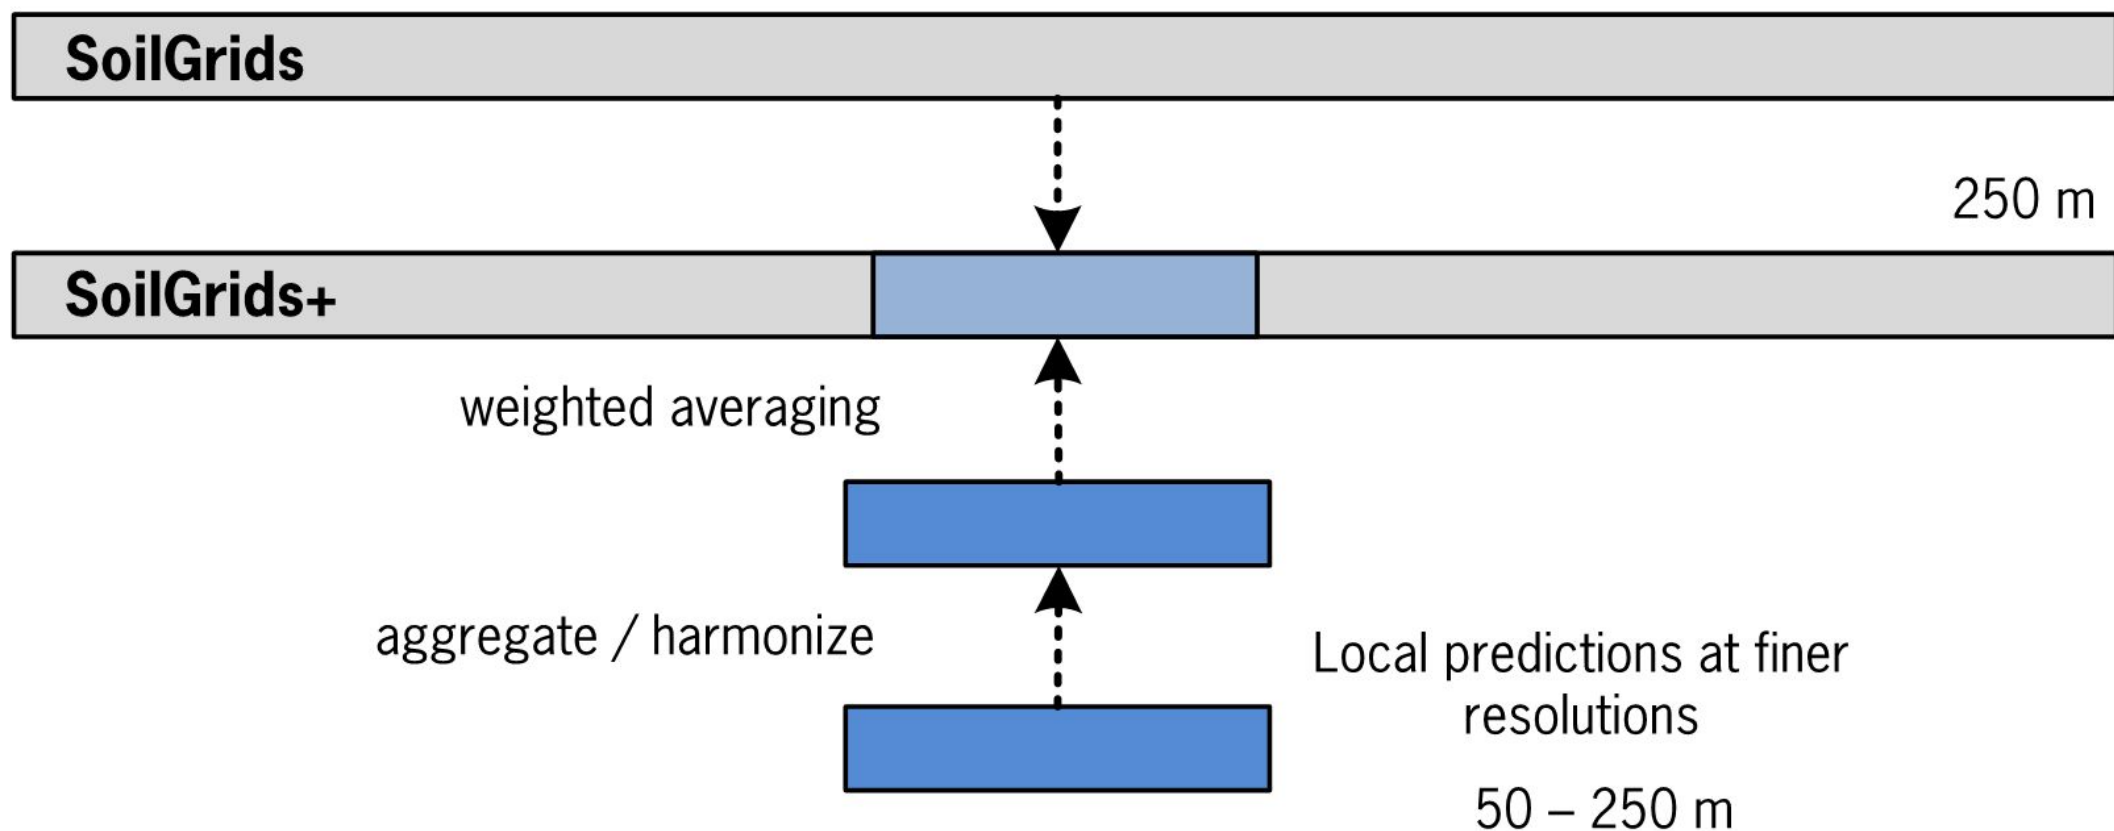 SoilGrids
250 m
SoilGrids+
weighted averaging
aggregate / harmonize
Local predictions at finer
resolutions
50 – 250 m